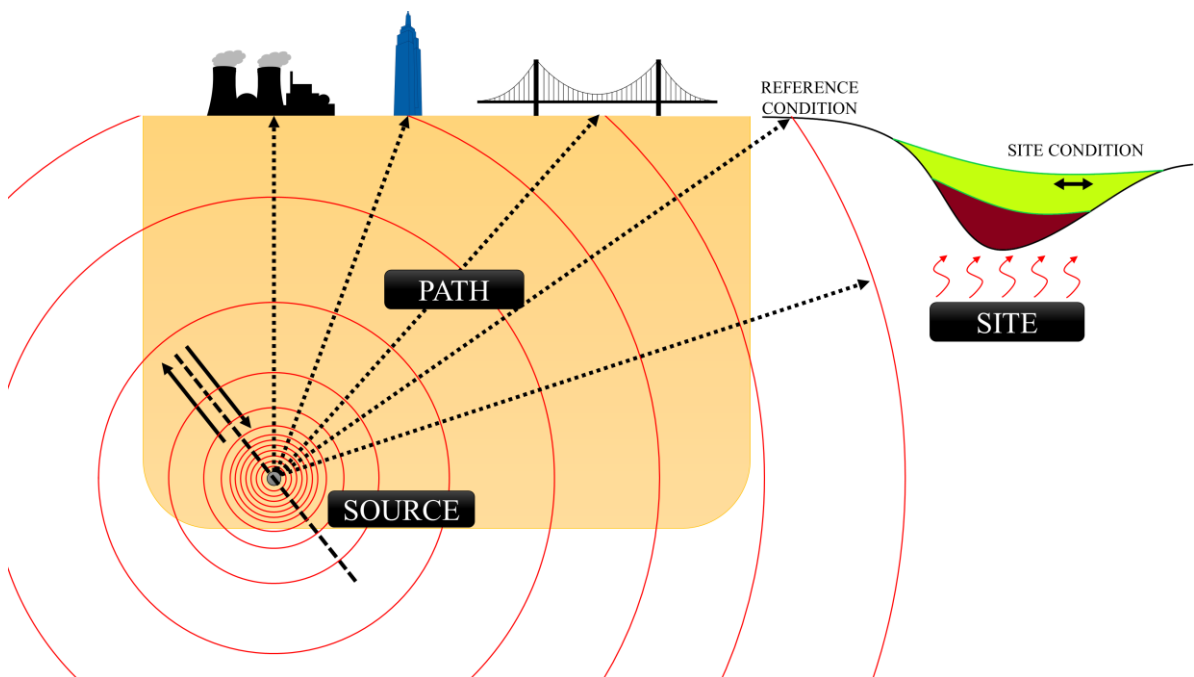 REFERENCE
CONDITION
SITE CONDITION
PATH
SITE
SOURCE